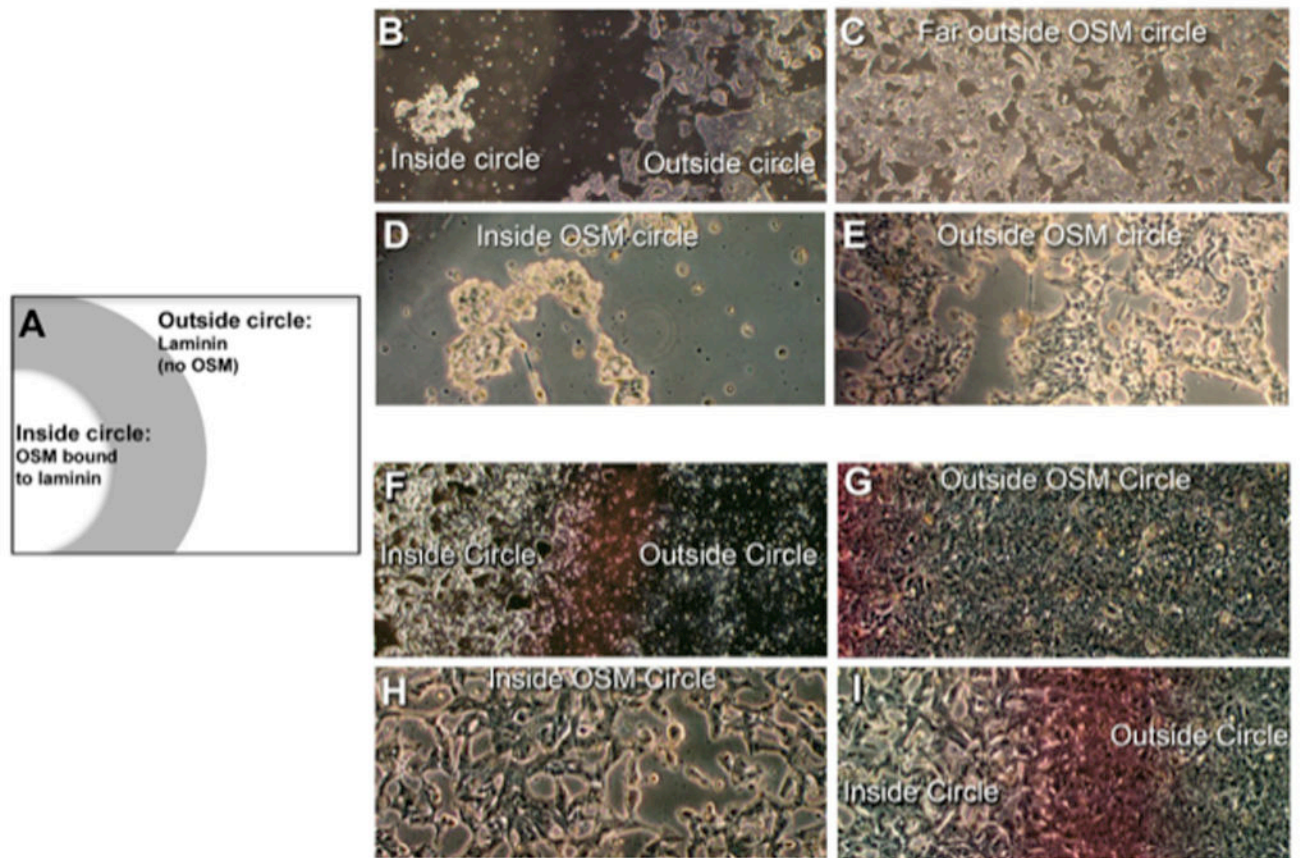 A
Outside circle:
Laminin
(no OSM)
Inside circle:
OSM bound
to laminin
B
Inside circle
Outside circle
C
Far outside OSM circle
D
Inside OSM circle
E
Outside OSM circle
F
Inside Circle
Outside Circle
G
Outside OSM Circle
H
Inside OSM Circle
I
Outside Circle
Inside Circle